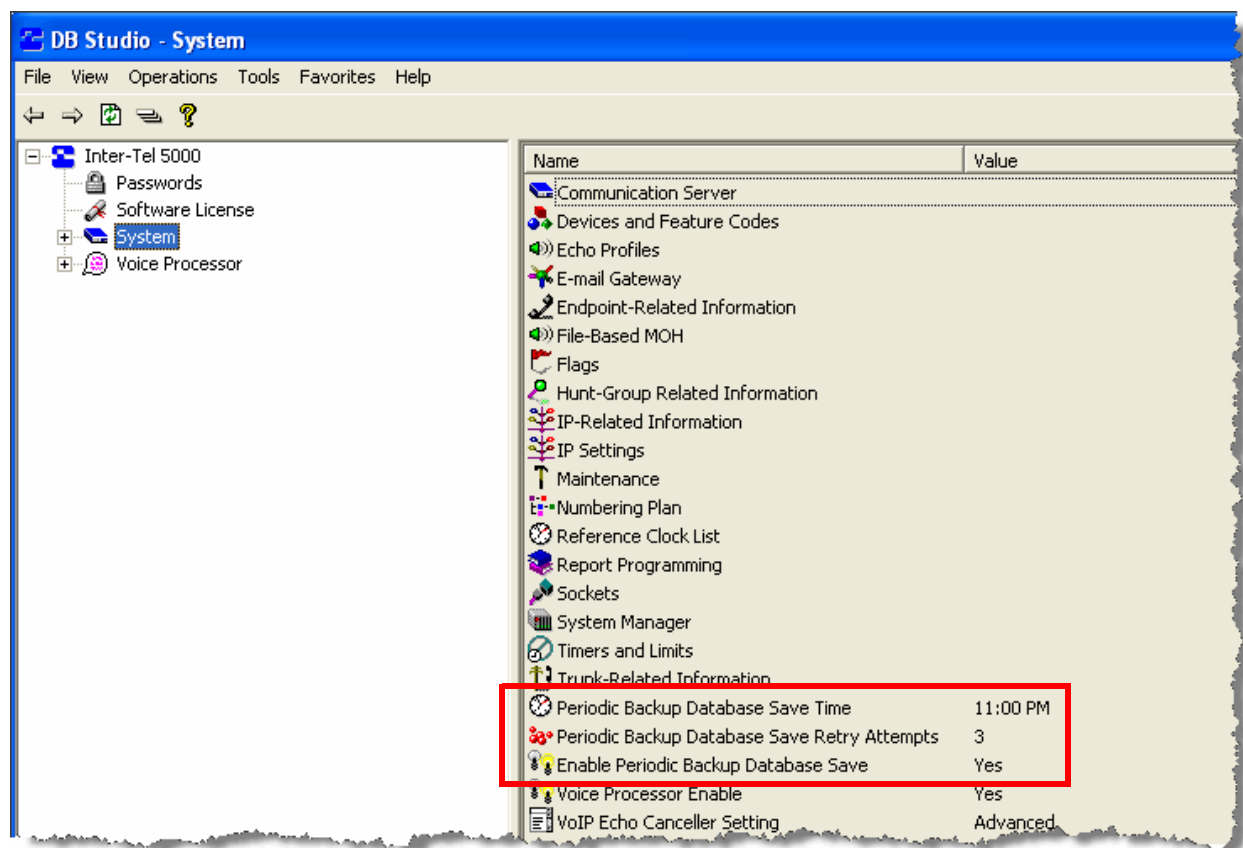 DB Studio - System
File View Operations Tools Favorites Help
Inter-Tel 5000
Passwords
Software License
System
Voice Processor
Name Value
Communication Server
Devices and Feature Codes
Echo Profiles
E-mail Gateway
Endpoint-Related Information
File-Based MOH
Flags
Hunt-Group Related Information
IP-Related Information
IP Settings
Maintenance
Numbering Plan
Reference Clock List
Report Programming
Sockets
System Manager
Timers and Limits
Trunk-Related Information
Periodic Backup Database Save Time 11:00 PM
Periodic Backup Database Save Retry Attempts 3
Enable Periodic Backup Database Save Yes
Voice Processor Enable Yes
VoIP Echo Canceller Setting Advanced